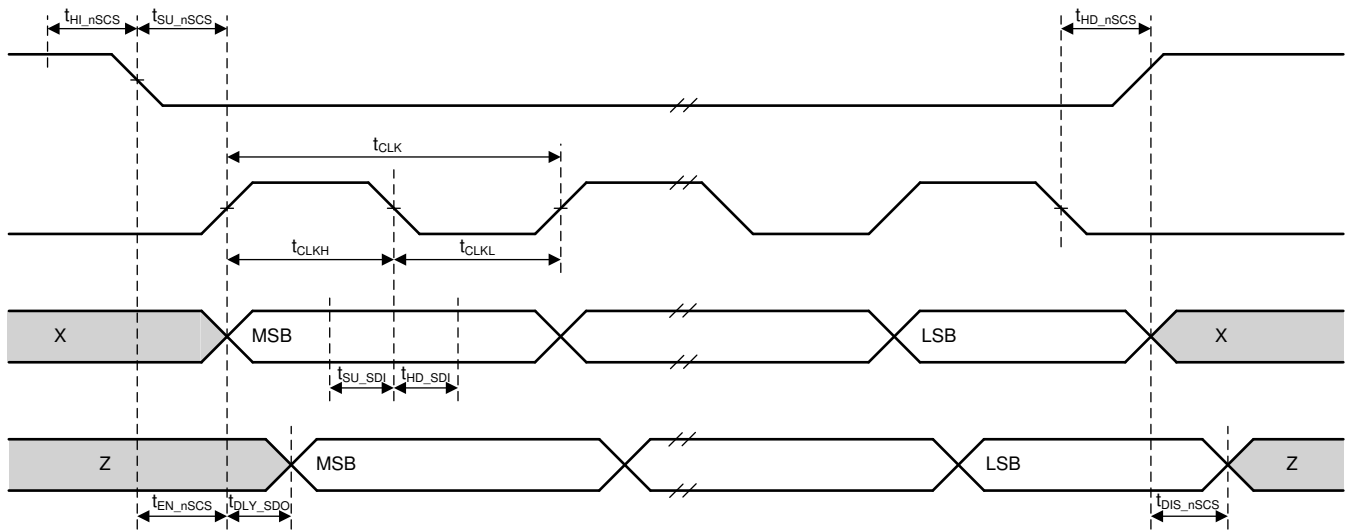 tHI_nSCS tSU_nSCS tHD_nSCS
tCLK
tCLKH tCLKL
X MSB LSB X
tSU_SDI tHD_SDI
Z MSB LSB Z
tEN_nSCS tDLY_SDO tDIS_nSCS